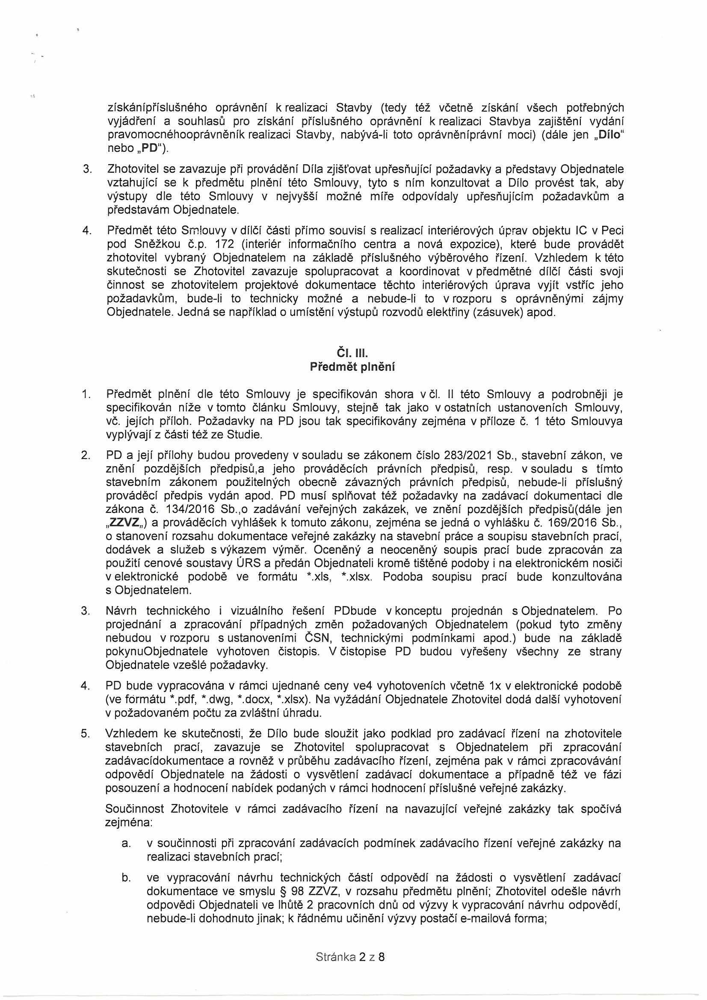 získánípříslušného oprávnění k realizaci Stavby (tedy též včetně získání všech potřebných
vyjádření a souhlasů pro získání příslušného oprávnění k realizaci Stavbya zajištění vydání
pravomocnéhooprávněník realizaci Stavby, nabývá-li toto oprávněníprávní moci) (dále jen „Dílo“
nebo „PD“).
3. Zhotovitel se zavazuje při provádění Díla zjišťovat upřesňující požadavky a představy Objednatele
vztahující se k předmětu plnění této Smlouvy, tyto s ním konzultovat a Dílo provést tak, aby
výstupy dle této Smlouvy v nejvyšší možné míře odpovídaly upřesňujícím požadavkům a
představám Objednatele.
4. Předmět této Smlouvy v dílčí části přímo souvisí s realizací interiérových úprav objektu IC v Peci
pod Sněžkou č.p. 172 (interiér informačního centra a nová expozice), které bude provádět
zhotovitel vybraný Objednatelem na základě příslušného výběrového řízení. Vzhledem k této
skutečnosti se Zhotovitel zavazuje spolupracovat a koordinovat v předmětné dílčí části svoji
činnost se zhotovitelem projektové dokumentace těchto interiérových úprava vyjít vstříc jeho
požadavkům, bude-li to technicky možné a nebude-li to v rozporu s oprávněnými zájmy
Objednatele. Jedná se například o umístění výstupů rozvodů elektřiny (zásuvek) apod.
Čl. III.
Předmět plnění
1. Předmět plnění dle této Smlouvy je specifikován shora v čl. II této Smlouvy a podrobněji je
specifikován níže v tomto článku Smlouvy, stejně tak jako v ostatních ustanoveních Smlouvy,
vč. jejích příloh. Požadavky na PD jsou tak specifikovány zejména v příloze č. 1 této Smlouvya
vyplývají z části též ze Studie.
2. PD a její přílohy budou provedeny v souladu se zákonem číslo 283/2021 Sb., stavební zákon, ve
znění pozdějších předpisů,a jeho prováděcích právních předpisů, resp. v souladu s tímto
stavebním zákonem použitelných obecně závazných právních předpisů, nebude-li příslušný
prováděcí předpis vydán apod. PD musí splňovat též požadavky na zadávací dokumentaci dle
zákona č. 134/2016 Sb.,o zadávání veřejných zakázek, ve znění pozdějších předpisů(dále jen
„ZZVZ„) a prováděcích vyhlášek k tomuto zákonu, zejména se jedná o vyhlášku č. 169/2016 Sb.,
o stanovení rozsahu dokumentace veřejné zakázky na stavební práce a soupisu stavebních prací,
dodávek a služeb s výkazem výměr. Oceněný a neoceněný soupis prací bude zpracován za
použití cenové soustavy ÚRS a předán Objednateli kromě tištěné podoby i na elektronickém nosiči
v elektronické podobě ve formátu *.xls, *.xlsx. Podoba soupisu prací bude konzultována
s Objednatelem.
3. Návrh technického i vizuálního řešení PDbude v konceptu projednán s Objednatelem. Po
projednání a zpracování případných změn požadovaných Objednatelem (pokud tyto změny
nebudou v rozporu s ustanoveními ČSN, technickými podmínkami apod.) bude na základě
pokynuObjednatele vyhotoven čistopis. V čistopise PD budou vyřešeny všechny ze strany
Objednatele vzešlé požadavky.
4. PD bude vypracována v rámci ujednané ceny ve4 vyhotoveních včetně 1x v elektronické podobě
(ve formátu *.pdf, *.dwg, *.docx, *.xlsx). Na vyžádání Objednatele Zhotovitel dodá další vyhotovení
v požadovaném počtu za zvláštní úhradu.
5. Vzhledem ke skutečnosti, že Dílo bude sloužit jako podklad pro zadávací řízení na zhotovitele
stavebních prací, zavazuje se Zhotovitel spolupracovat s Objednatelem při zpracování
zadávacídokumentace a rovněž v průběhu zadávacího řízení, zejména pak v rámci zpracovávání
odpovědí Objednatele na žádosti o vysvětlení zadávací dokumentace a případně též ve fázi
posouzení a hodnocení nabídek podaných v rámci hodnocení příslušné veřejné zakázky.
Součinnost Zhotovitele v rámci zadávacího řízení na navazující veřejné zakázky tak spočívá
zejména:
a. v součinnosti při zpracování zadávacích podmínek zadávacího řízení veřejné zakázky na
realizaci stavebních prací;
b. ve vypracování návrhu technických částí odpovědí na žádosti o vysvětlení zadávací
dokumentace ve smyslu § 98 ZZVZ, v rozsahu předmětu plnění; Zhotovitel odešle návrh
odpovědi Objednateli ve lhůtě 2 pracovních dnů od výzvy k vypracování návrhu odpovědí,
nebude-li dohodnuto jinak; k řádnému učinění výzvy postačí e-mailová forma;
Stránka 2 z 8